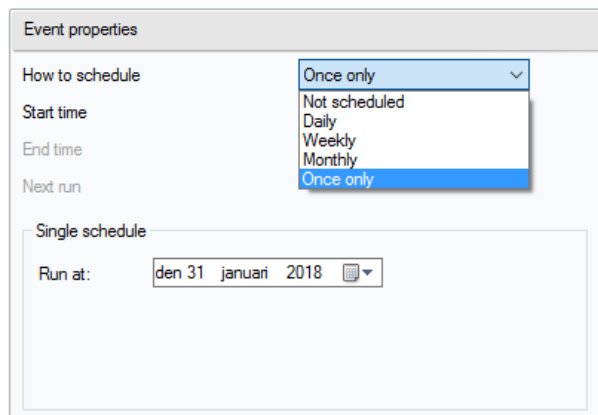 Event properties
How to schedule Once only
Not scheduled
Start time
Daily
Weekly
End time
Monthly
Once only
Next run
Single schedule
Run at: den 31 januari 2018